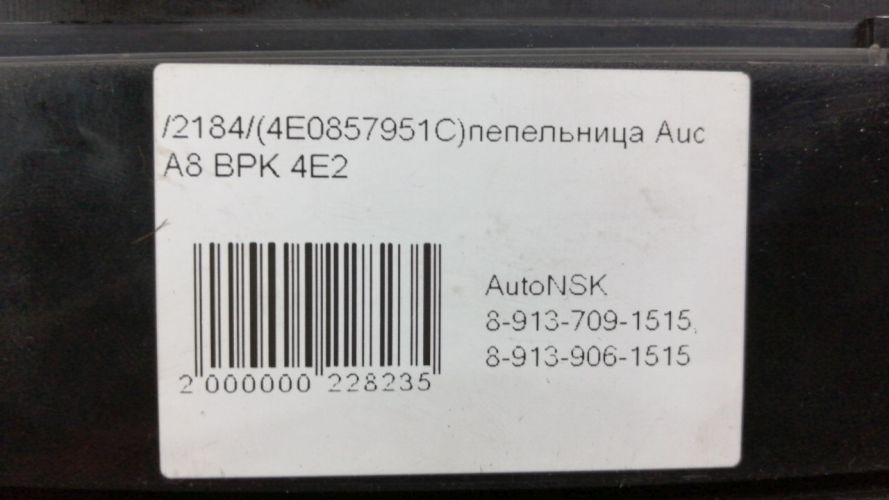 /2184/(4E0857951C)пепельница Auc
A8 BPK 4E2
AutoNSK
8-913-709-1515,
8-913-906-1515
2 000000 228235